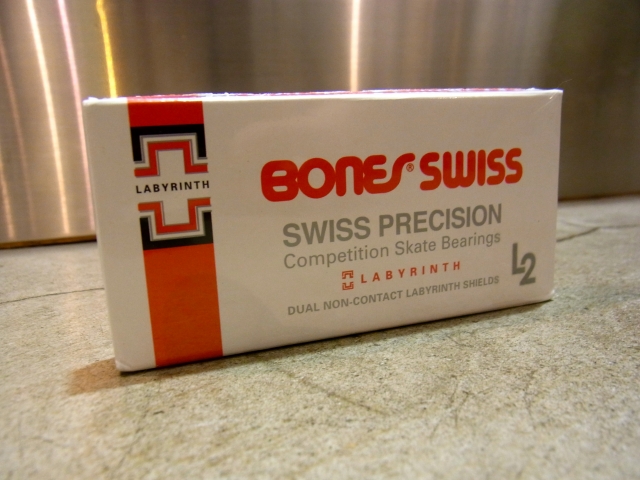 LABYRINTH
BONES® SWISS
SWISS PRECISION
Competition Skate Bearings
LABYRINTH
DUAL NON-CONTACT LABYRINTH SHIELDS
L2